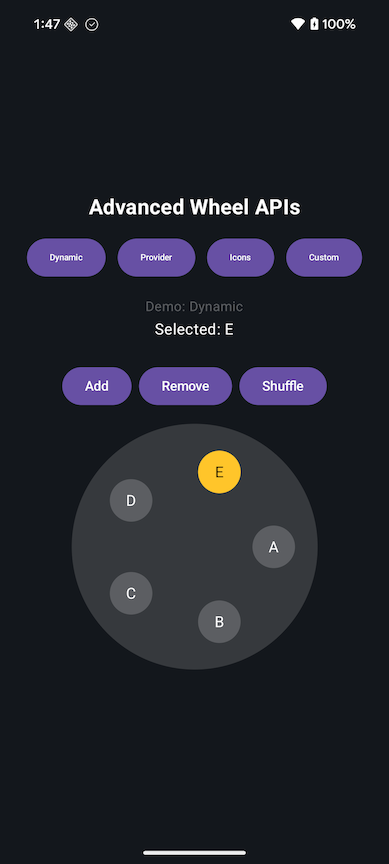 1:47 100%
Advanced Wheel APIs
Dynamic Provider Icons Custom
Demo: Dynamic
Selected: E
Add Remove Shuffle
E
D
A
C
B